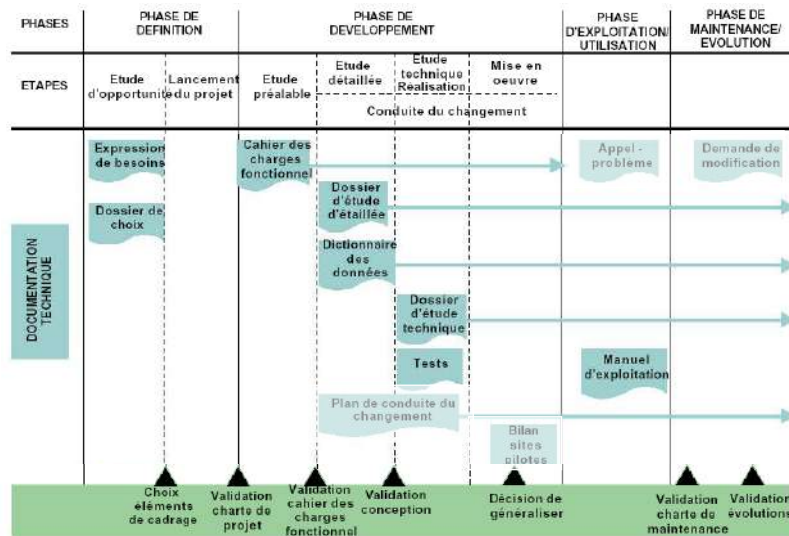 PHASES
PHASE DE
DEFINITION
PHASE DE DEVELOPPEMENT
PHASE
D'EXPLOITATION/
UTILISATION
PHASE DE
MAINTENANCE/
EVOLUTION
ETAPES
Etude
d'opportunité
Lancement
du projet
Etude
préalable
Etude
détaillée
Etude
technique
Réalisation
Mise en
oeuvre
Conduite du changement
DOCUMENTATION
TECHNIQUE
Expression
de besoins
Cahier des
charges
fonctionnel
Appel -
problème
Demande de
modification
Dossier de
choix
Dossier
d'étude
d'étaillée
Dictionnaire
des
données
Dossier
d'étude
technique
Tests
Manuel
d'exploitation
Plan de conduite du
changement
Bilan
sites
pilotes
Choix
éléments
de cadrage
Validation
charte de
projet
Validation
cahier des
charges
fonctionnel
Validation
conception
Décision de
généraliser
Validation
charte de
maintenance
Validation
évolutions